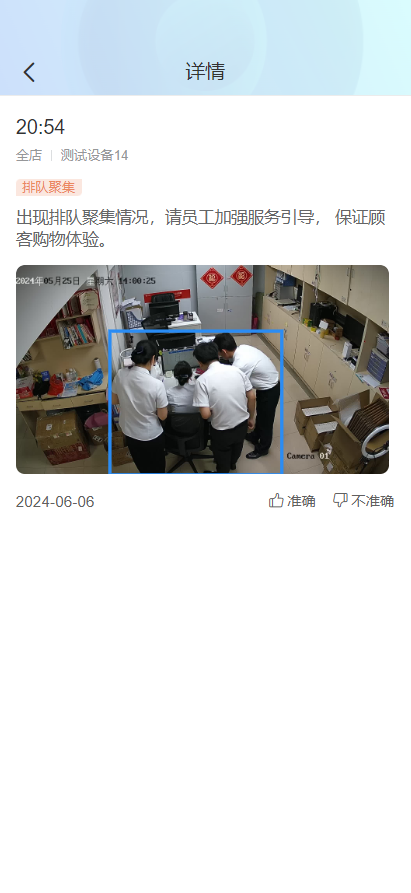 详情
20:54
全店 | 测试设备14
排队聚集
出现排队聚集情况，请员工加强服务引导， 保证顾
客购物体验。
2024年05月25日 星期六 14:00:25
Camera 01
2024-06-06 准确 不准确